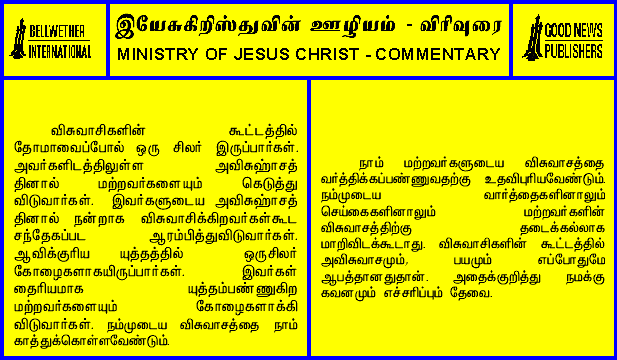 BELLWETHER
INTERNATIONAL
இயேசுகிறிஸ்துவின் ஊழியம் - விரிவுரை
MINISTRY OF JESUS CHRIST - COMMENTARY
GOOD NEWS
PUBLISHERS
விசுவாசிகளின் கூட்டத்தில்
தோமாவைப்போல் ஒரு சிலர் இருப்பார்கள்.
அவர்களிடத்திலுள்ள அவிசுஹாசத்
தினால் மற்றவர்களையும் கெடுத்து
விடுவார்கள். இவர்களுடைய அவிசுஹாசத்
தினால் நன்றாக விசுவாசிக்கிறவர்கள்கூட
சந்தேகப்பட ஆரம்பித்துவிடுவார்கள்.
ஆவிக்குரிய யுத்தத்தில் ஒருசிலர்
கோழைகளாகயிருப்பார்கள். இவர்கள்
தைரியமாக யுத்தம்பண்ணுகிற
மற்றவர்களையும் கோழைகளாக்கி
விடுவார்கள். நம்முடைய விசுவாசத்தை நாம்
காத்துக்கொள்ளவேண்டும்.
நாம் மற்றவர்களுடைய விசுவாசத்தை
வர்த்திக்கப்பண்ணுவதற்கு உதவிபுரியவேண்டும்.
நம்முடைய வார்த்தைகளினாலும்
செய்கைகளினாலும் மற்றவர்களின்
விசுவாசத்திற்கு தடைக்கல்லாக
மாறிவிடக்கூடாது. விசுவாசிகளின் கூட்டத்தில்
அவிசுவாசமும், பயமும் எப்போதுமே
ஆபத்தானதுதான். அதைக்குறித்து நமக்கு
கவனமும் எச்சரிப்பும் தேவை.